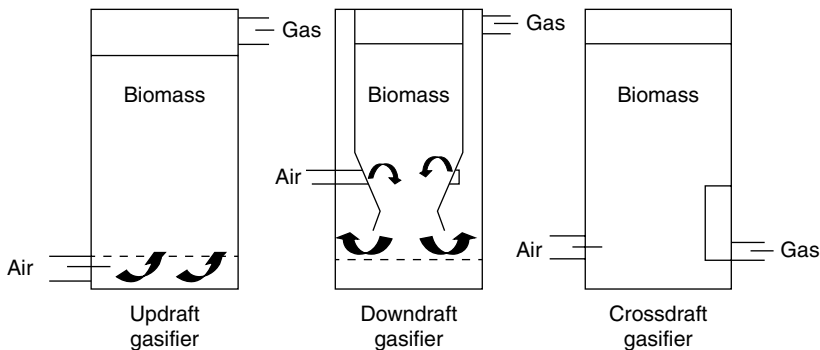 Gas
Biomass
Air
Updraft
gasifier
Gas
Biomass
Air
Downdraft
gasifier
Biomass
Air
Gas
Crossdraft
gasifier